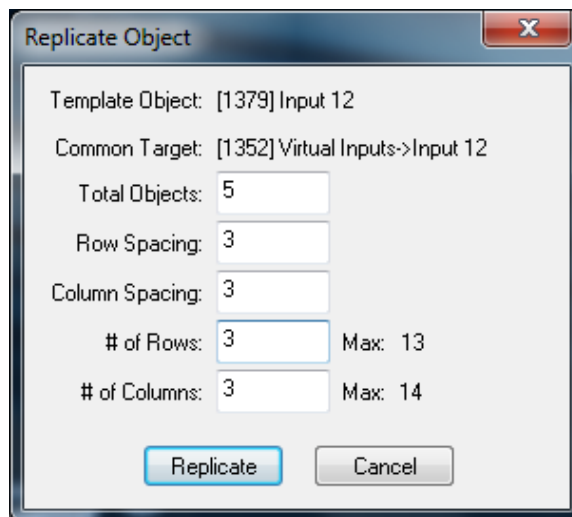 Replicate Object
Template Object: [1379] Input 12
Common Target: [1352] Virtual Inputs->Input 12
Total Objects: 5
Row Spacing: 3
Column Spacing: 3
# of Rows: 3 Max: 13
# of Columns: 3 Max: 14
Replicate Cancel